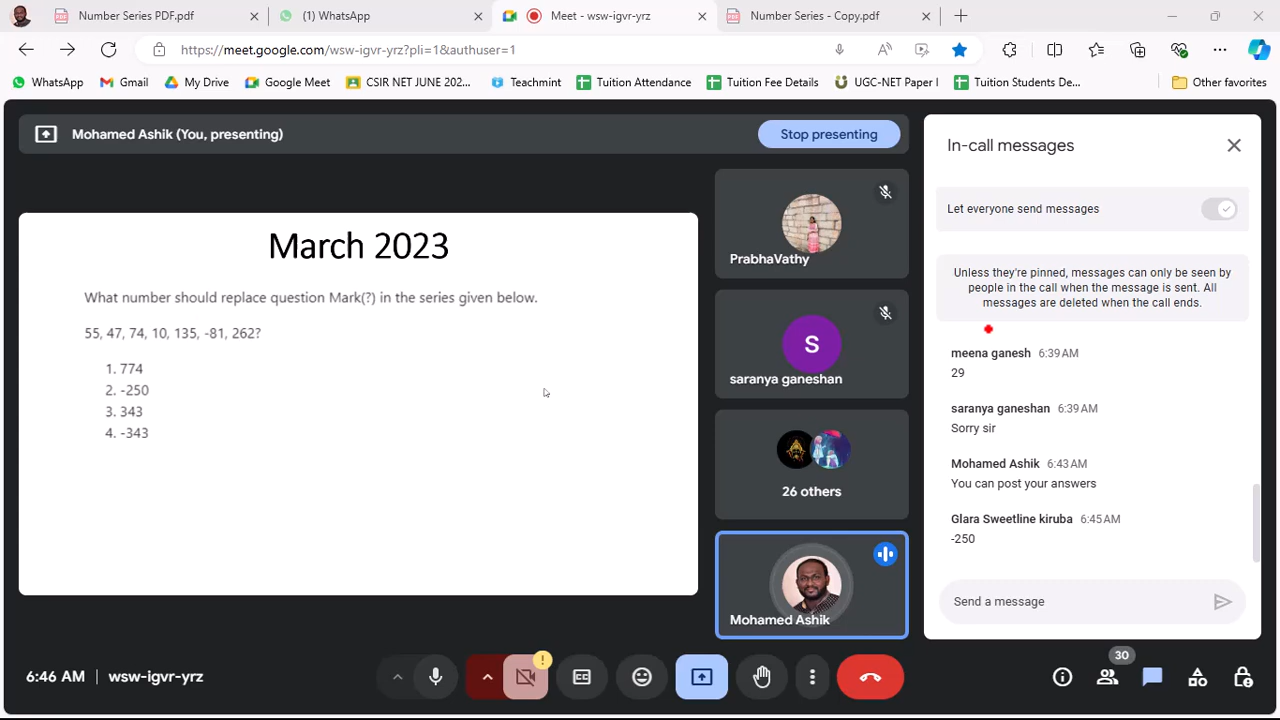 Number Series PDF.pdf
(1) WhatsApp
Meet - wsw-igvr-yrz
Number Series - Copy.pdf
https://meet.google.com/wsw-igvr-yrz?pli=1&authuser=1
WhatsApp
Gmail
My Drive
Google Meet
CSIR NET JUNE 202...
Teachmint
Tuition Attendance
Tuition Fee Details
UGC-NET Paper I
Tuition Students De...
Other favorites
Mohamed Ashik (You, presenting)
Stop presenting
March 2023
What number should replace question Mark(?) in the series given below.
55, 47, 74, 10, 135, -81, 262?
1. 774
2. -250
3. 343
4. -343
PrabhaVathy
S
saranya ganeshan
26 others
Mohamed Ashik
In-call messages
Let everyone send messages
Unless they're pinned, messages can only be seen by
people in the call when the message is sent. All
messages are deleted when the call ends.
meena ganesh 6:39 AM
29
saranya ganeshan 6:39 AM
Sorry sir
Mohamed Ashik 6:43 AM
You can post your answers
Glara Sweetline kiruba 6:45 AM
-250
Send a message
6:46 AM | wsw-igvr-yrz
30